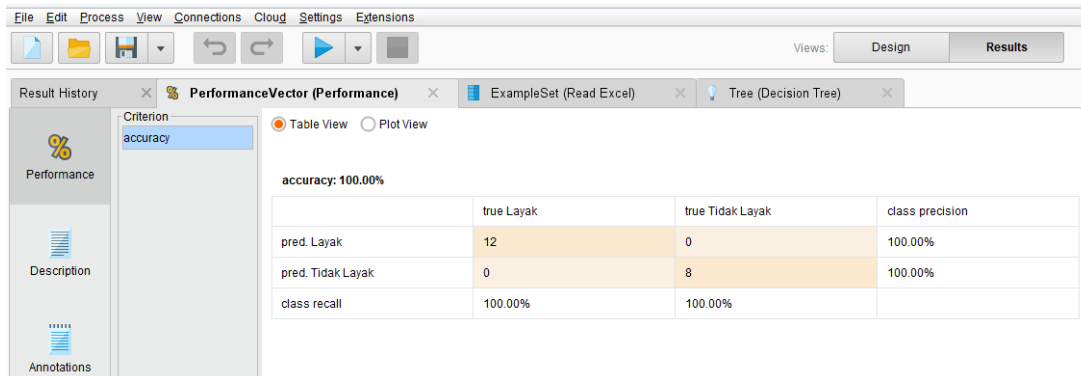 File Edit Process View Connections Cloud Settings Extensions
Views: Design Results
Result History PerformanceVector (Performance) ExampleSet (Read Excel) Tree (Decision Tree)
Criterion
accuracy
Table View Plot View
%
Performance
accuracy: 100.00%
true Layak true Tidak Layak class precision
pred. Layak 12 0 100.00%
pred. Tidak Layak 0 8 100.00%
class recall 100.00% 100.00%
Description
Annotations